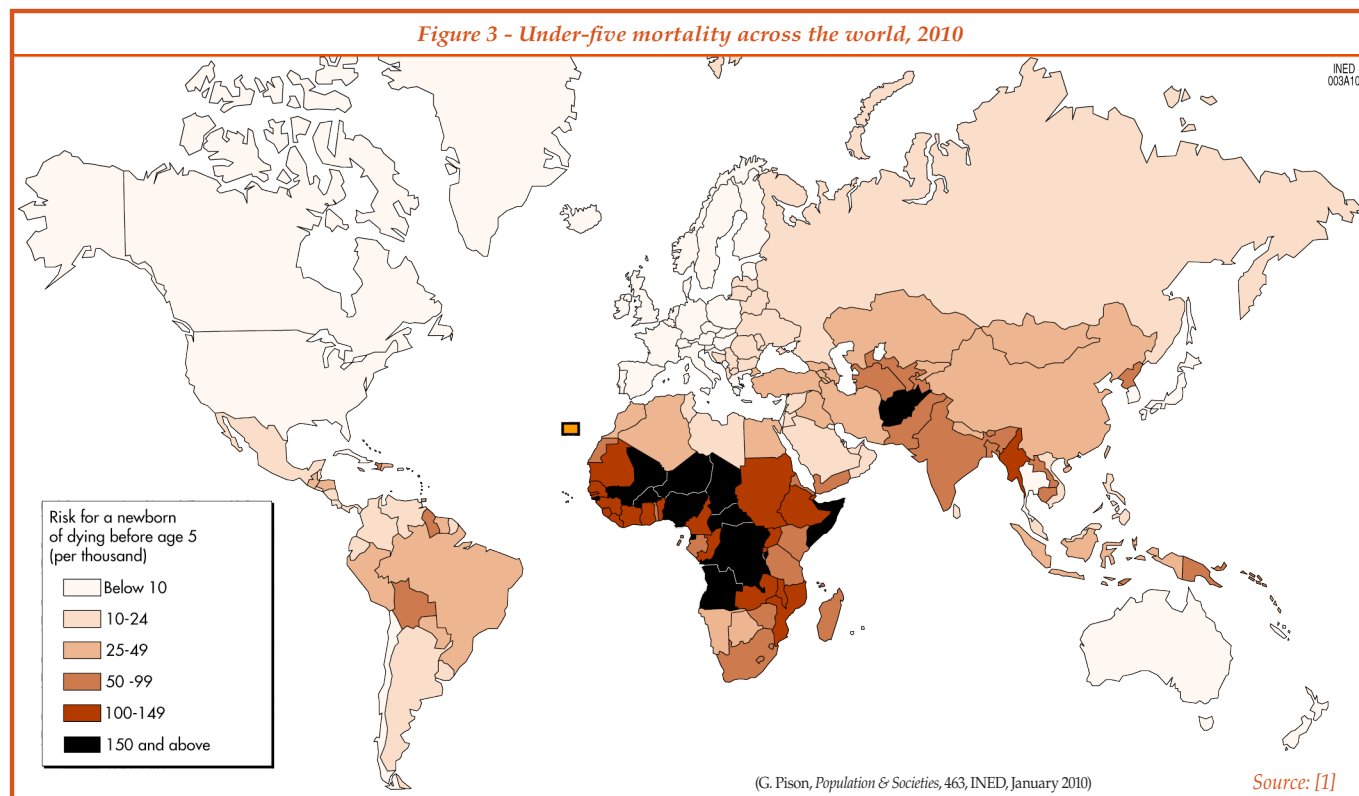 Figure 3 - Under-five mortality across the world, 2010
INED
003A10
Risk for a newborn
of dying before age 5
(per thousand)
Below 10
10-24
25-49
50 -99
100-149
150 and above
(G. Pison, Population & Societies, 463, INED, January 2010)
Source: [1]